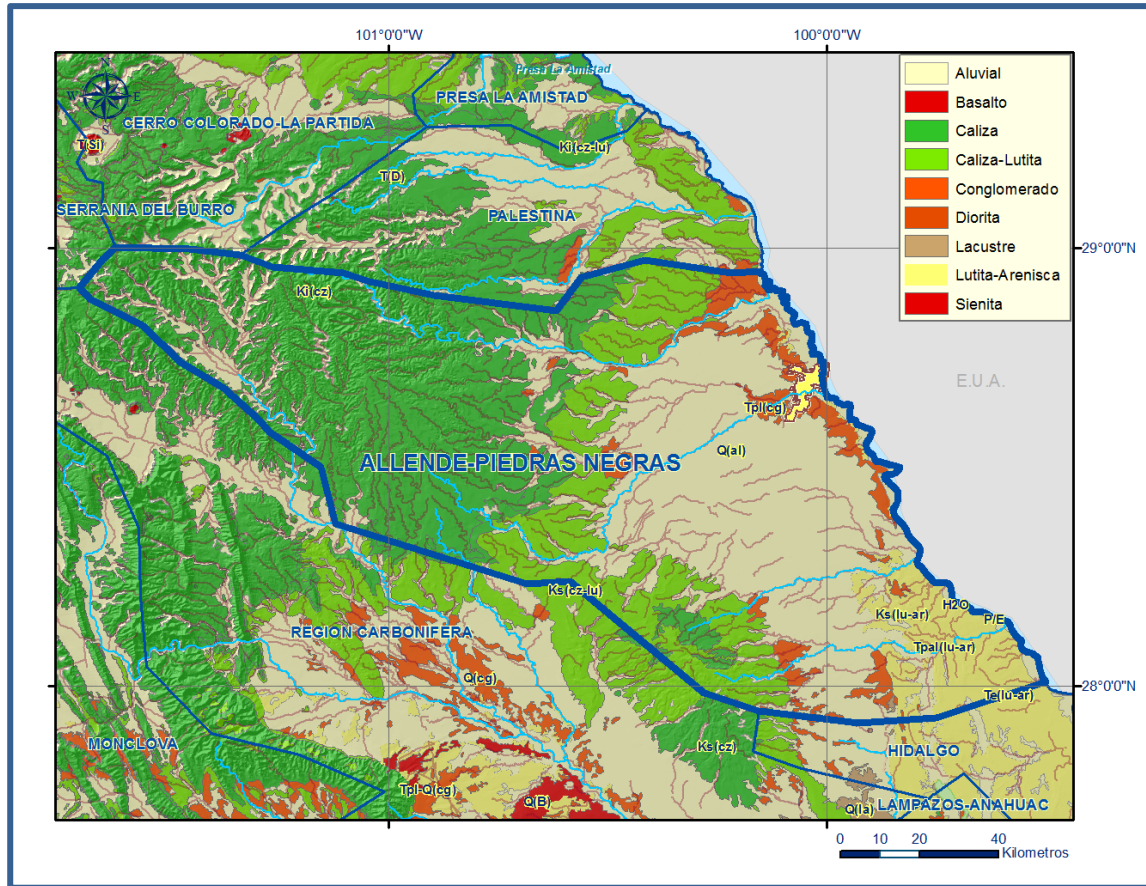 101°0'0"W
100°0'0"W
Presa La Amistad
N
W
E
S
PRESA LA AMISTAD
CERRO COLORADO-LA PARTIDA
T(Si)
Ki(cz-lu)
T(D)
SERRANIA DEL BURRO
PALESTINA
29°0'0"N
Ki(cz)
E.U.A.
Tpl(cg)
ALLENDE-PIEDRAS NEGRAS
Q(al)
Ks(cz-lu)
H2O
Ks(lu-ar)
P/E
REGION CARBONIFERA
Tpal(lu-ar)
Q(cg)
28°0'0"N
Te(lu-ar)
MONCLOVA
Ks(cz)
HIDALGO
Tpl-Q(cg)
Q(B)
Q(la)
LAMPAZOS-ANAHUAC
Aluvial
Basalto
Caliza
Caliza-Lutita
Conglomerado
Diorita
Lacustre
Lutita-Arenisca
Sienita
0 10 20 40
Kilometros